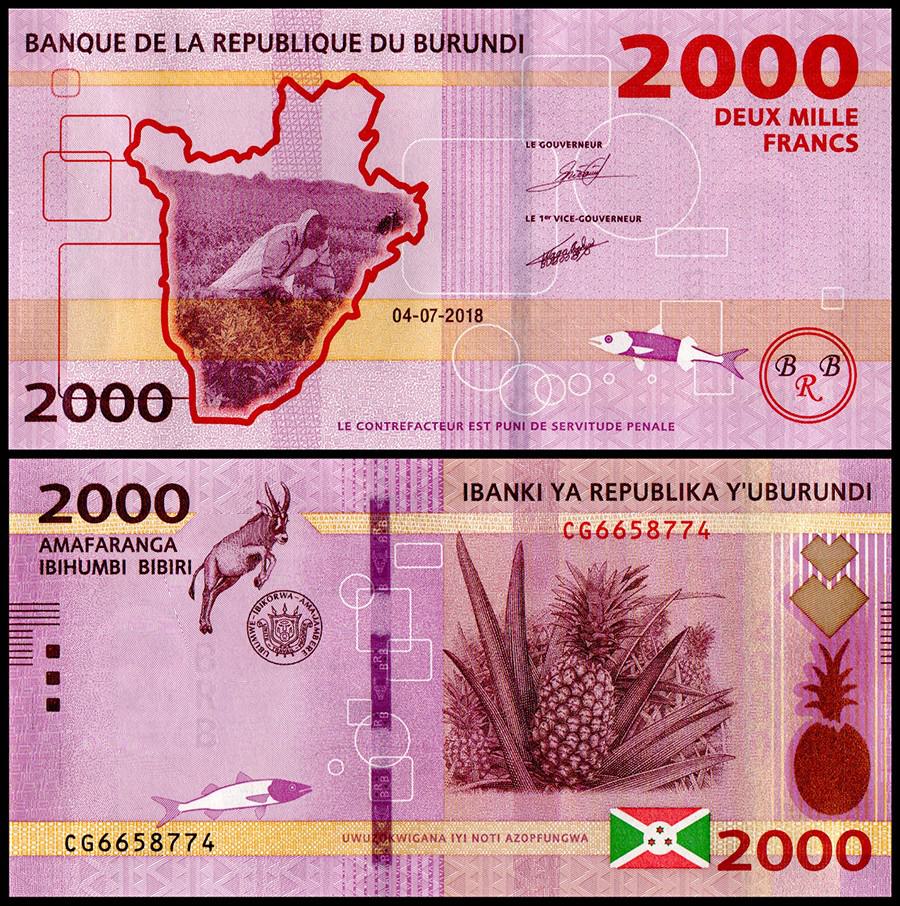 BANQUE DE LA REPUBLIQUE DU BURUNDI
2000
DEUX MILLE
FRANCS
LE GOUVERNEUR
LE 1er VICE-GOUVERNEUR
04-07-2018
2000
B R B
LE CONTREFACTEUR EST PUNI DE SERVITUDE PENALE
2000
AMAFARANGA
IBIHUMBI BIBIRI
IBANKI YA REPUBLIKA Y'UBURUNDI
CG6658774
UBUMWE-IBIKORWA-AMAJAMBERE
BRB
BRB
BRB
CG6658774
UWUZOKWIGANA IYI NOTI AZOPFUNGWA
2000